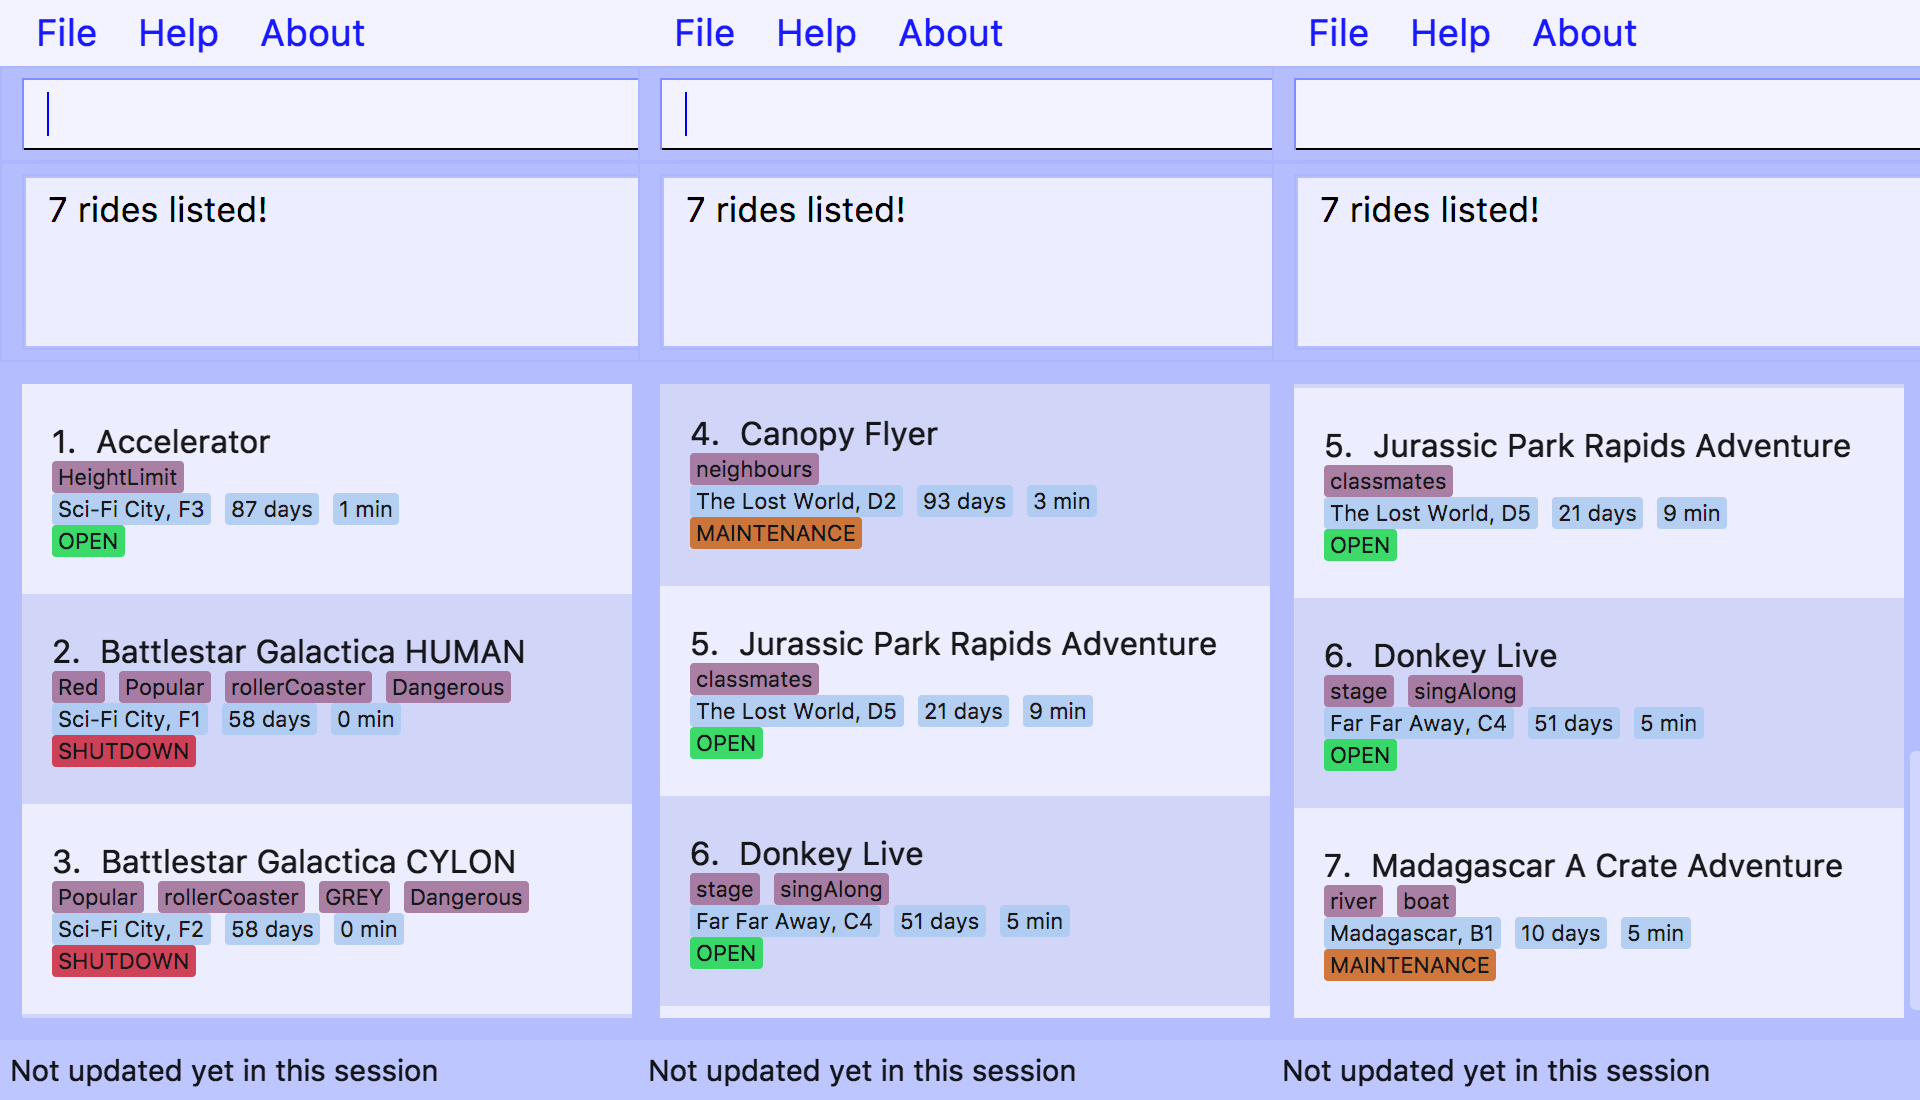 File Help About
7 rides listed!
1. Accelerator
HeightLimit
Sci-Fi City, F3 87 days 1 min
OPEN
2. Battlestar Galactica HUMAN
Red Popular rollerCoaster Dangerous
Sci-Fi City, F1 58 days 0 min
SHUTDOWN
3. Battlestar Galactica CYLON
Popular rollerCoaster GREY Dangerous
Sci-Fi City, F2 58 days 0 min
SHUTDOWN
Not updated yet in this session
File Help About
7 rides listed!
4. Canopy Flyer
neighbours
The Lost World, D2 93 days 3 min
MAINTENANCE
5. Jurassic Park Rapids Adventure
classmates
The Lost World, D5 21 days 9 min
OPEN
6. Donkey Live
stage singAlong
Far Far Away, C4 51 days 5 min
OPEN
Not updated yet in this session
File Help About
7 rides listed!
5. Jurassic Park Rapids Adventure
classmates
The Lost World, D5 21 days 9 min
OPEN
6. Donkey Live
stage singAlong
Far Far Away, C4 51 days 5 min
OPEN
7. Madagascar A Crate Adventure
river boat
Madagascar, B1 10 days 5 min
MAINTENANCE
Not updated yet in this session